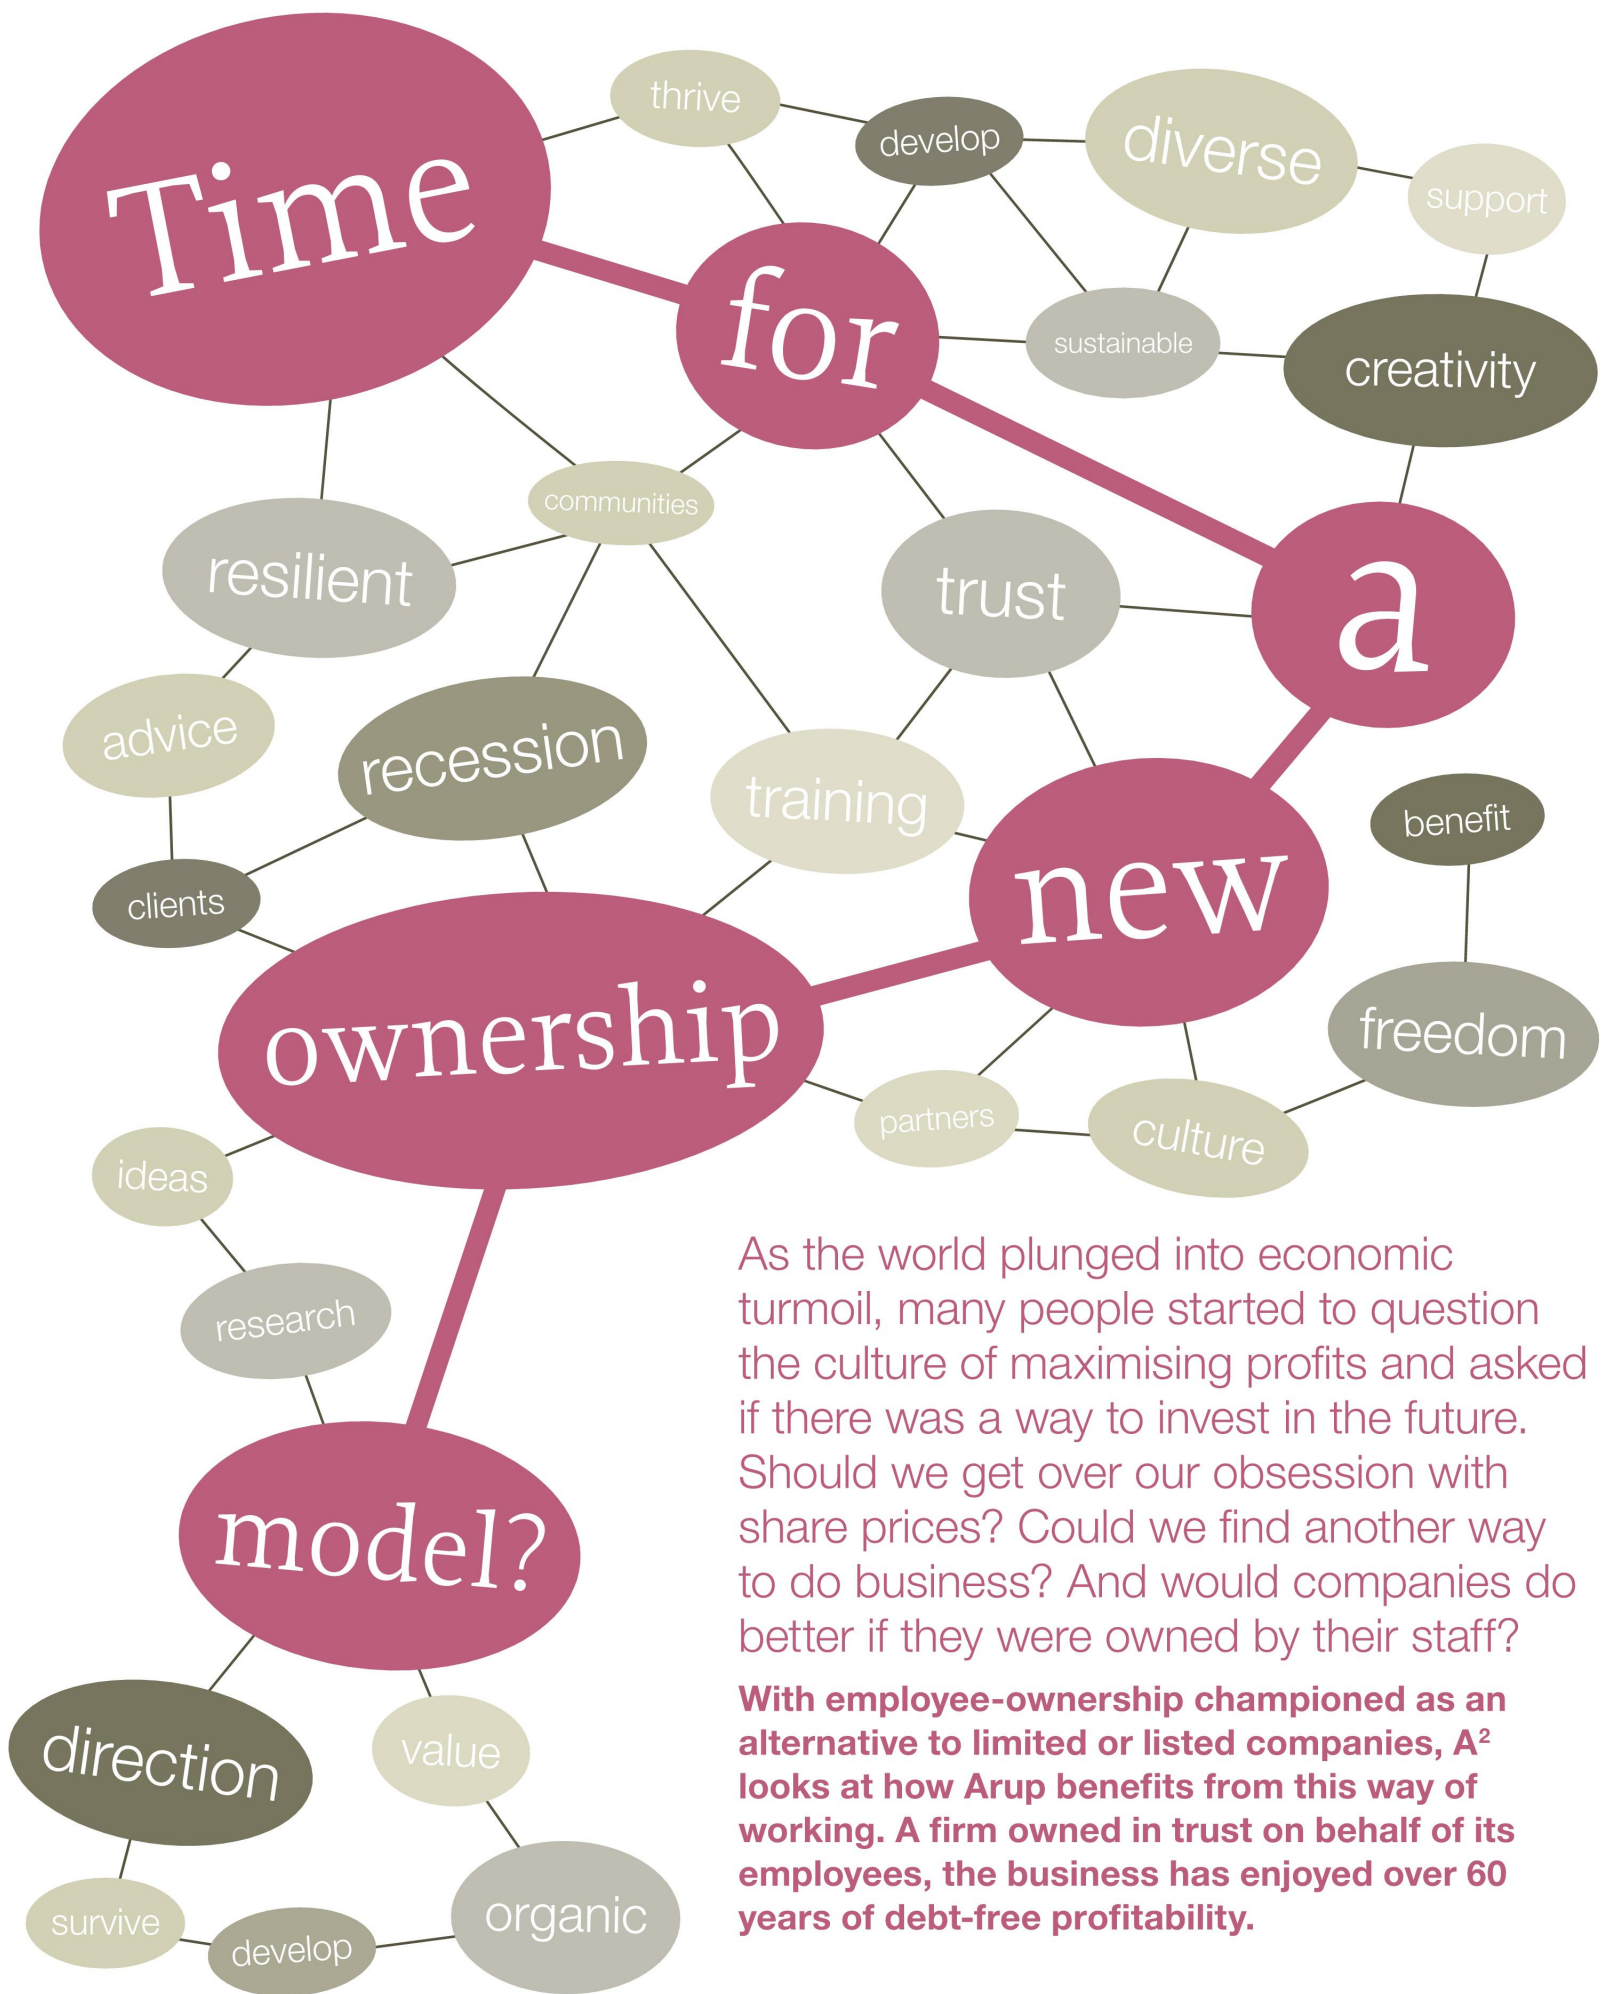 Time
thrive
develop
diverse
support
for
sustainable
creativity
communities
resilient
trust
a
advice
recession
training
benefit
clients
new
ownership
freedom
partners
culture
ideas
research
model?
direction
value
organic
survive
develop
As the world plunged into economic
turmoil, many people started to question
the culture of maximising profits and asked
if there was a way to invest in the future.
Should we get over our obsession with
share prices? Could we find another way
to do business? And would companies do
better if they were owned by their staff?
With employee-ownership championed as an
alternative to limited or listed companies, A²
looks at how Arup benefits from this way of
working. A firm owned in trust on behalf of its
employees, the business has enjoyed over 60
years of debt-free profitability.